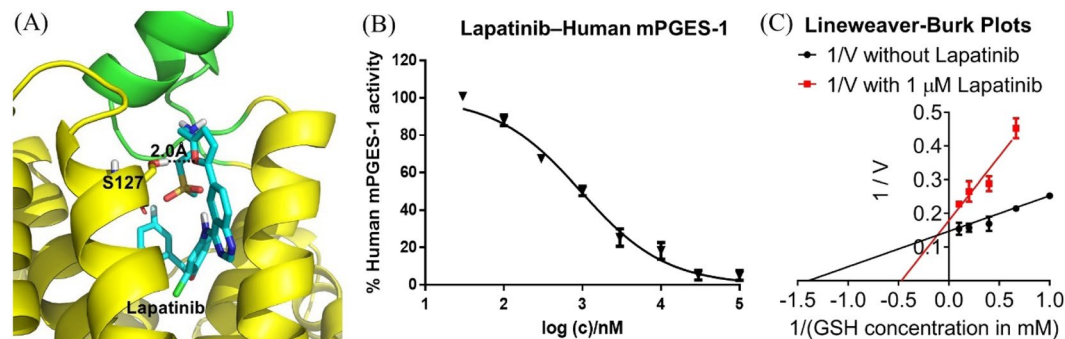 (A)
2.0Å
S127
Lapatinib
(B)
Lapatinib–Human mPGES-1
% Human mPGES-1 activity
120
100
80
60
40
20
0
1 2 3 4 5
log (c)/nM
(C)
Lineweaver-Burk Plots
1/V without Lapatinib
1/V with 1 μM Lapatinib
1 / V
0.5
0.4
0.3
0.2
0.1
-1.5 -1.0 -0.5 0.0 0.5 1.0
1/(GSH concentration in mM)